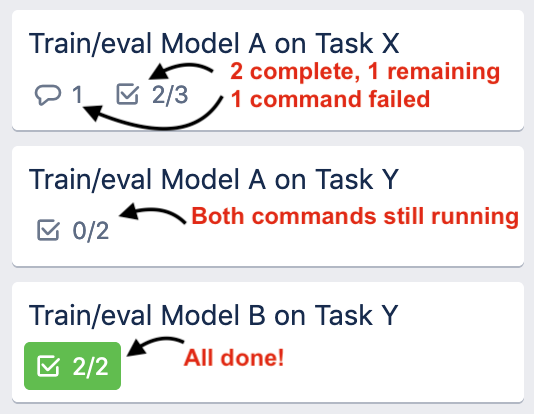 Train/eval Model A on Task X
2 complete, 1 remaining
1 2/3 1 command failed
Train/eval Model A on Task Y
0/2 Both commands still running
Train/eval Model B on Task Y
2/2 All done!